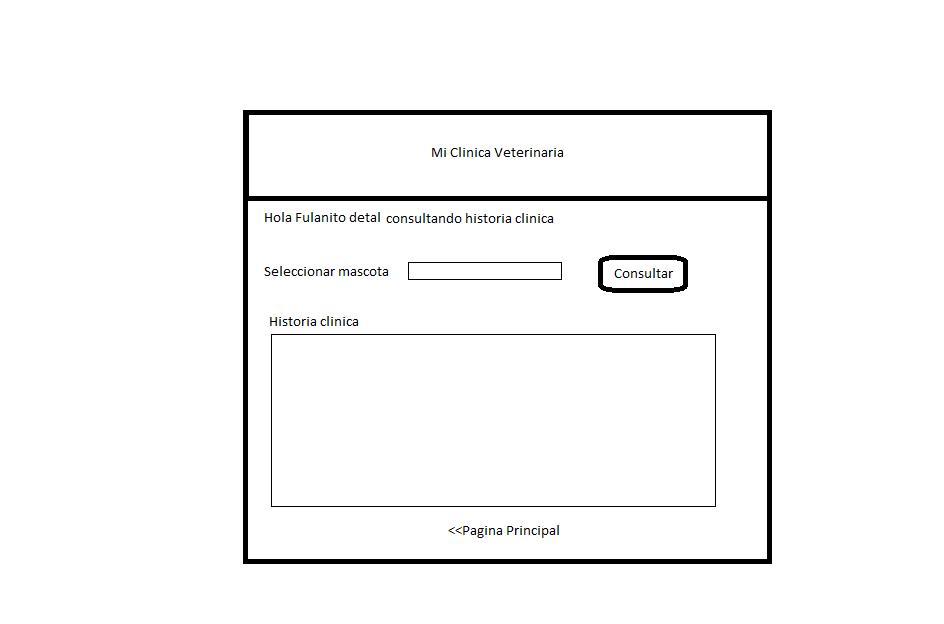 Mi Clinica Veterinaria
Hola Fulanito detal consultando historia clinica
Seleccionar mascota Consultar
Historia clinica
<<Pagina Principal